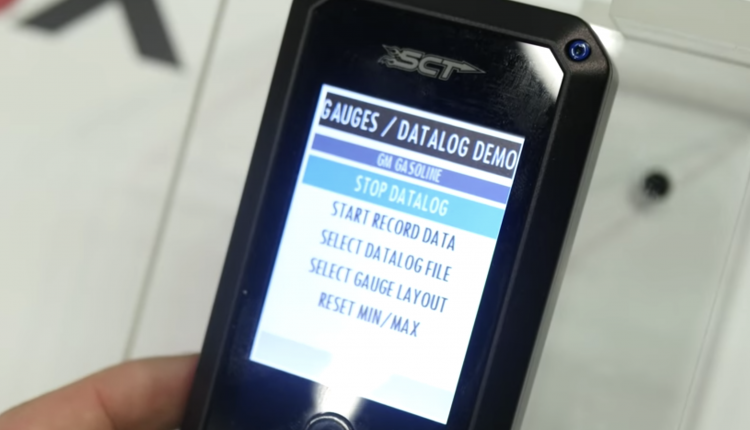 SCT
GAUGES / DATALOG DEMO
GM GASOLINE
STOP DATALOG
START RECORD DATA
SELECT DATALOG FILE
SELECT GAUGE LAYOUT
RESET MIN/MAX